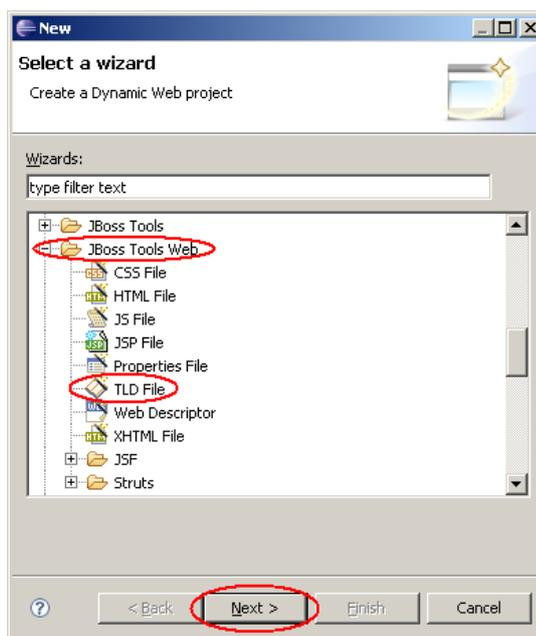 New
Select a wizard
Create a Dynamic Web project
Wizards:
type filter text
JBoss Tools
JBoss Tools Web
CSS File
HTML File
JS File
JSP File
Properties File
TLD File
Web Descriptor
XHTML File
JSF
Struts
< Back Next > Finish Cancel